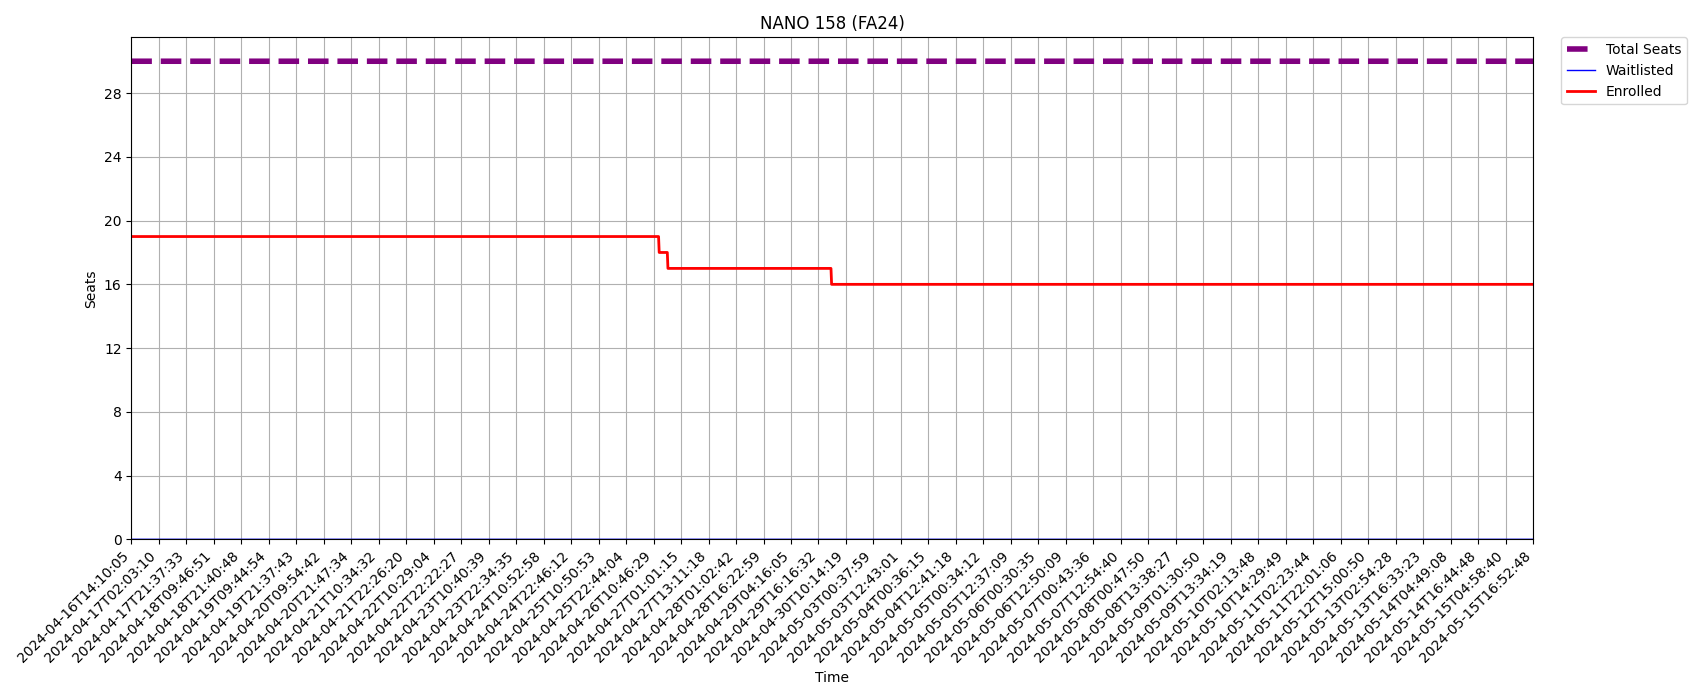 NANO 158 (FA24)
Total Seats
Waitlisted
Enrolled
28
24
20
16
12
8
4
0
Seats
2024-04-16T14:10:05
2024-04-17T02:03:10
2024-04-17T21:37:33
2024-04-18T09:46:51
2024-04-18T21:40:48
2024-04-19T09:44:54
2024-04-19T21:37:43
2024-04-20T09:54:42
2024-04-20T21:47:34
2024-04-21T10:34:32
2024-04-21T22:26:20
2024-04-22T10:29:04
2024-04-22T22:22:27
2024-04-23T10:40:39
2024-04-23T22:34:35
2024-04-24T10:52:58
2024-04-24T22:46:12
2024-04-25T10:50:53
2024-04-25T22:44:04
2024-04-26T10:46:29
2024-04-27T01:01:15
2024-04-27T13:11:18
2024-04-28T01:02:42
2024-04-28T16:22:59
2024-04-29T04:16:05
2024-04-29T16:16:32
2024-04-30T10:14:19
2024-05-03T00:37:59
2024-05-03T12:43:01
2024-05-04T00:36:15
2024-05-04T12:41:18
2024-05-05T00:34:12
2024-05-05T12:37:09
2024-05-06T00:30:35
2024-05-06T12:50:09
2024-05-07T00:43:36
2024-05-07T12:54:40
2024-05-08T00:47:50
2024-05-08T13:38:27
2024-05-09T01:30:50
2024-05-09T13:34:19
2024-05-10T02:13:48
2024-05-10T14:29:49
2024-05-11T02:23:44
2024-05-11T22:01:06
2024-05-12T15:00:50
2024-05-13T02:54:28
2024-05-13T16:33:23
2024-05-14T04:49:08
2024-05-14T16:44:48
2024-05-15T04:58:40
2024-05-15T16:52:48
Time